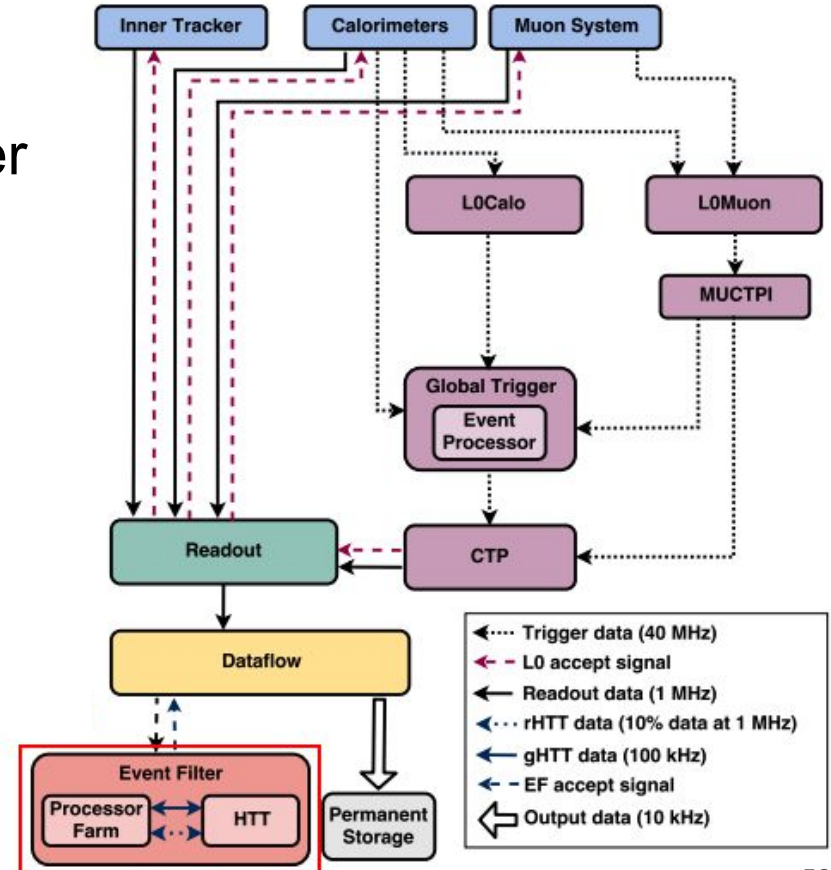 Inner Tracker
Calorimeters
Muon System
er
L0Calo
L0Muon
MUCTPI
Global Trigger
Event
Processor
Readout
CTP
Dataflow
Trigger data (40 MHz)
L0 accept signal
Readout data (1 MHz)
rHTT data (10% data at 1 MHz)
gHTT data (100 kHz)
EF accept signal
Output data (10 kHz)
Event Filter
Processor
Farm
HTT
Permanent
Storage